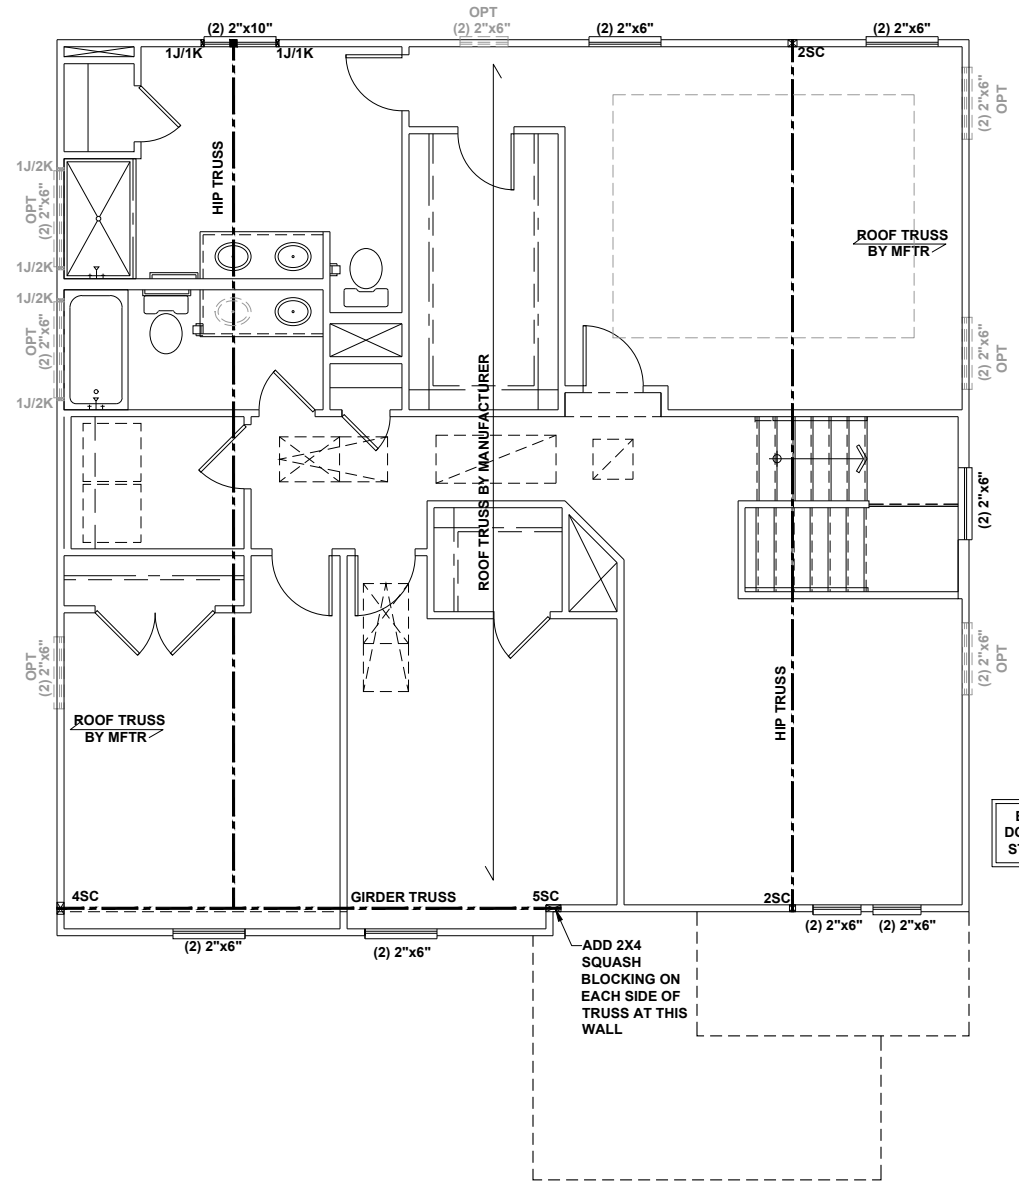 OPT
(2) 2"x10"
(2) 2"x6"
(2) 2"x6"
(2) 2"x6"
1J/1K
1J/1K
2SC
(2) 2"x6"
OPT
1J/2K
OPT
(2) 2"x6"
1J/2K
HIP TRUSS
ROOF TRUSS
BY MFTR
1J/2K
OPT
(2) 2"x6"
1J/2K
(2) 2"x6"
OPT
ROOF TRUSS BY MANUFACTURER
(2) 2"x6"
OPT
(2) 2"x6"
(2) 2"x6"
OPT
HIP TRUSS
ROOF TRUSS
BY MFTR
4SC
GIRDER TRUSS
5SC
2SC
(2) 2"x6"
(2) 2"x6"
(2) 2"x6"
(2) 2"x6"
ADD 2X4
SQUASH
BLOCKING ON
EACH SIDE OF
TRUSS AT THIS
WALL